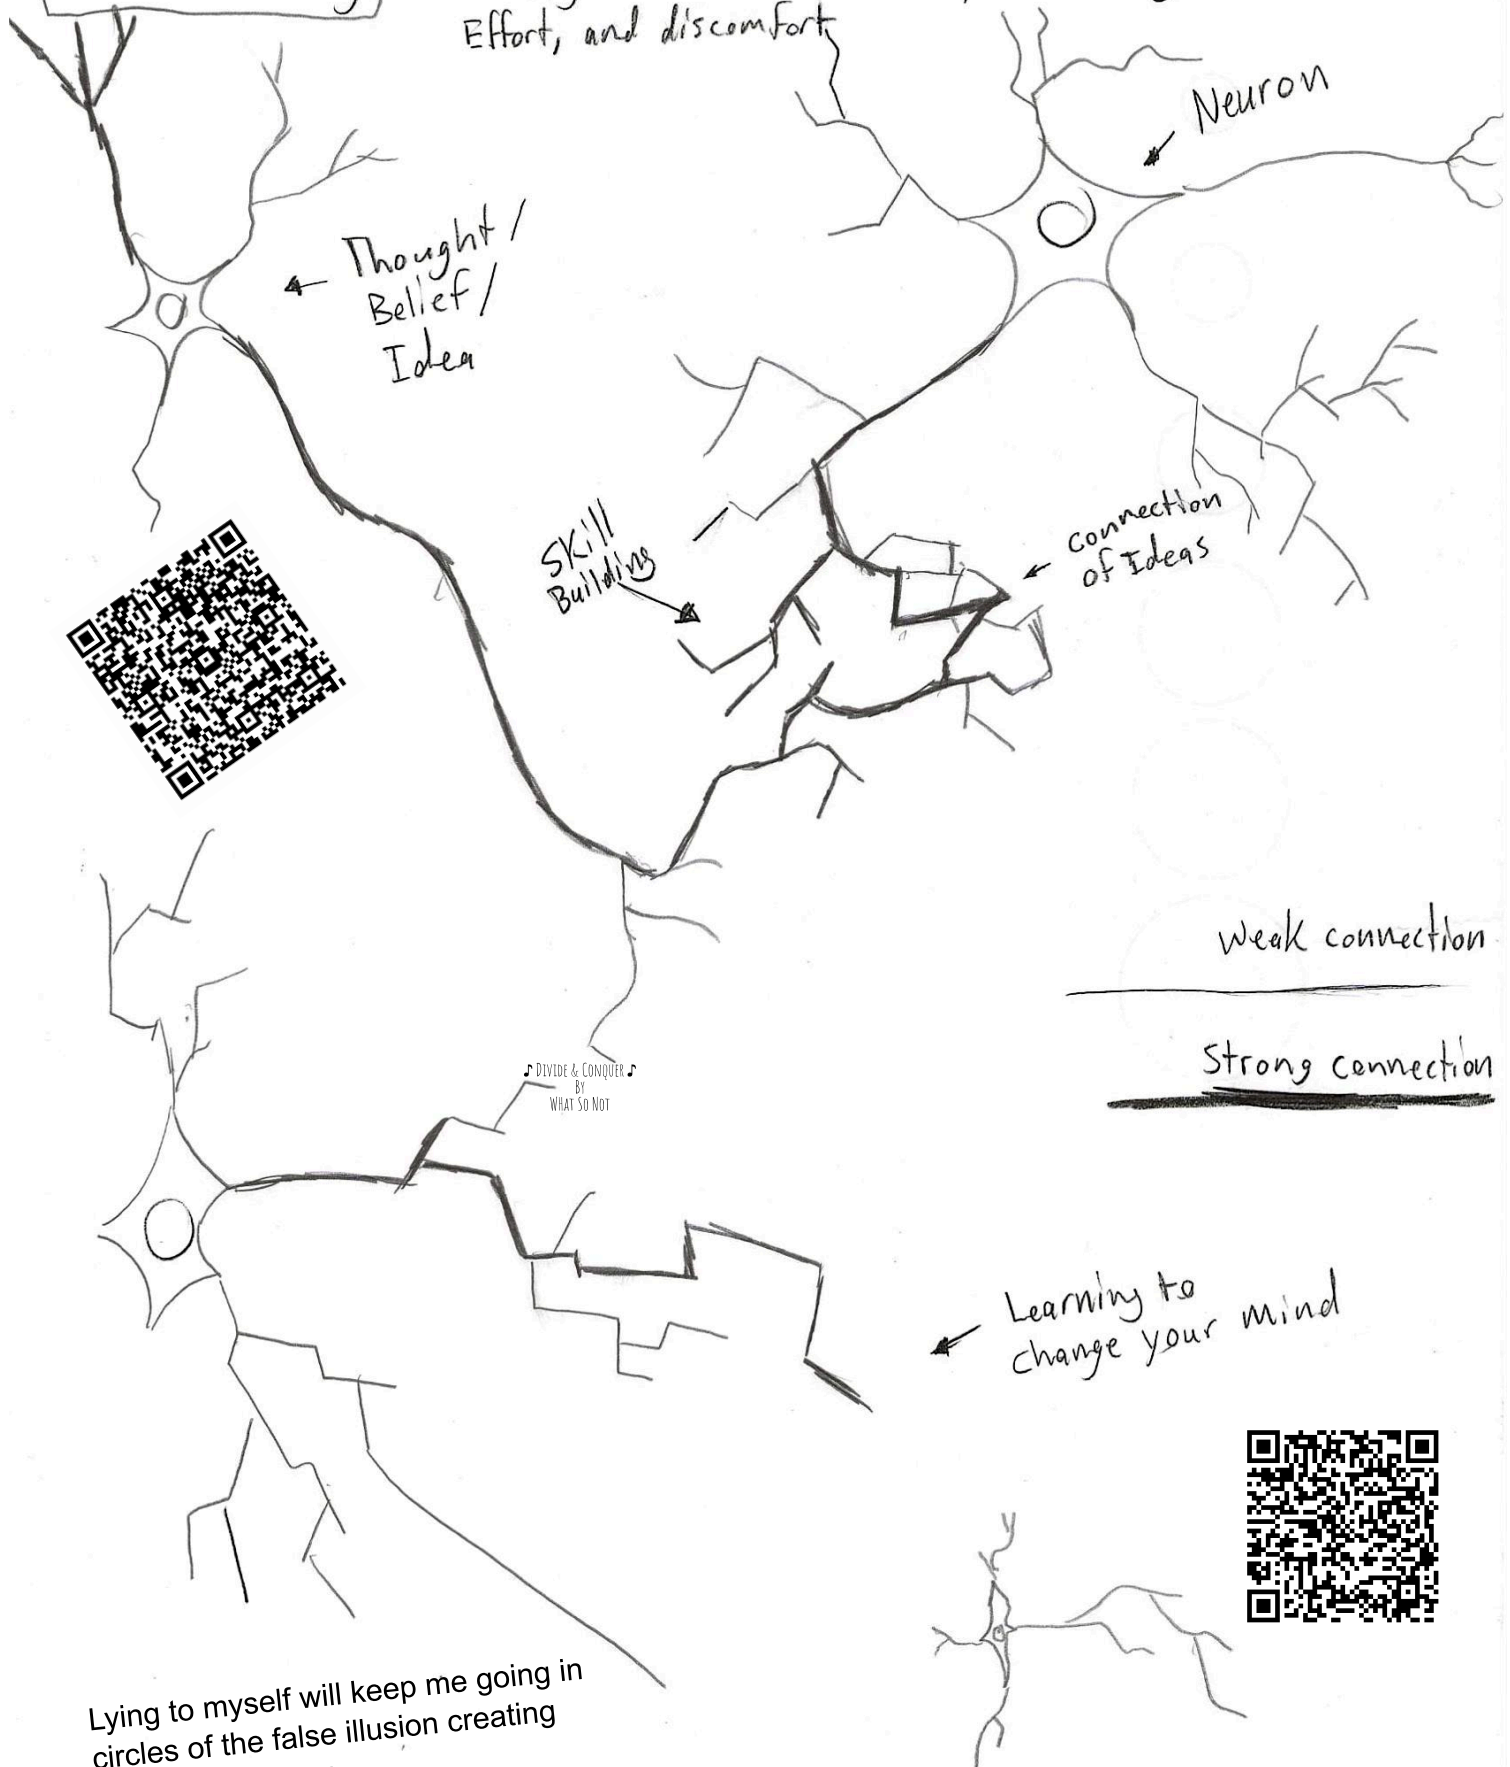 Effort, and discomfort
Neuron
Thought/
Belief/
Idea
Skill
Building
connection
of Ideas
Weak connection
Strong connection
♪ Divide & Conquer ♪
By
What So Not
Learning to
change your mind
Lying to myself will keep me going in
circles of the false illusion creating